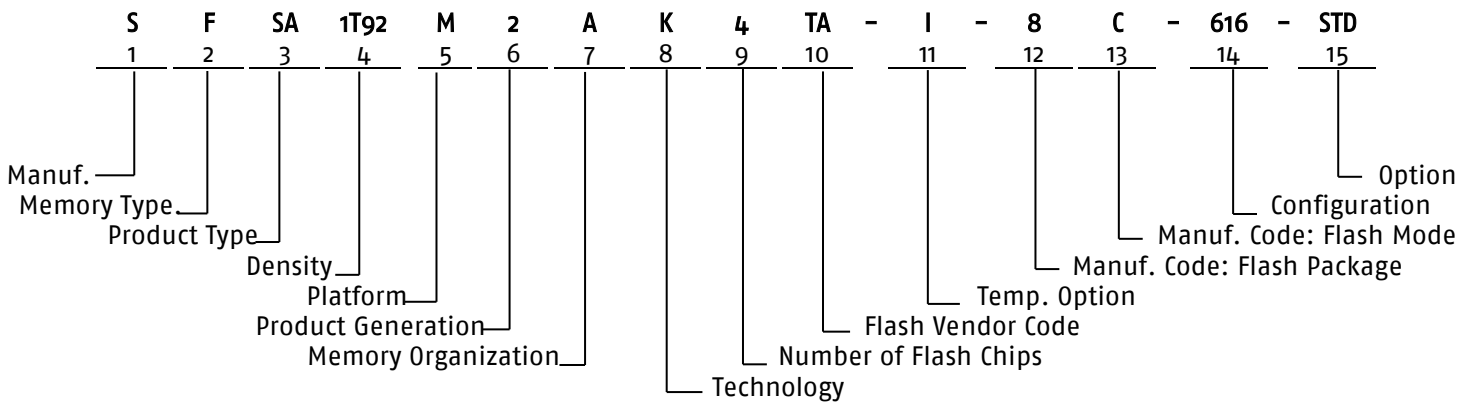 S F SA 1T92 M 2 A K 4 TA - I - 8 C - 616 - STD
1 2 3 4 5 6 7 8 9 10 11 12 13 14 15
Manuf. Option
Memory Type. Configuration
Product Type Manuf. Code: Flash Mode
Density Manuf. Code: Flash Package
Platform Temp. Option
Product Generation Flash Vendor Code
Memory Organization Number of Flash Chips
Technology